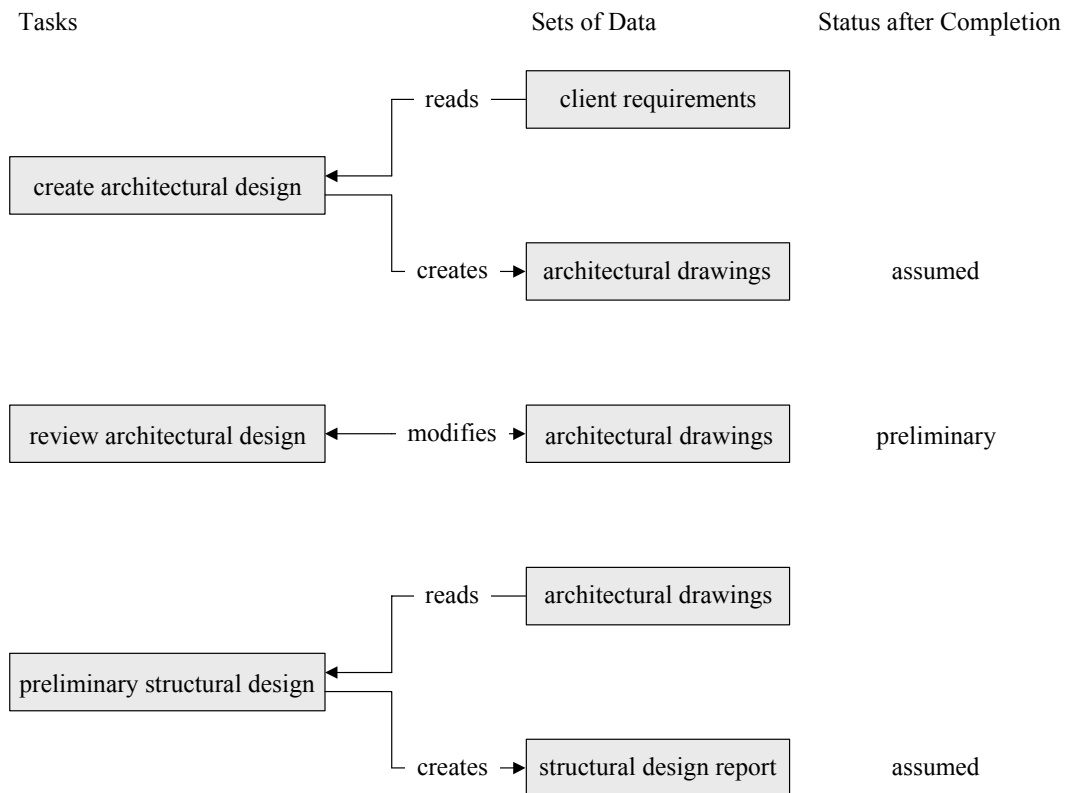 Tasks Sets of Data Status after Completion
reads client requirements
create architectural design
creates architectural drawings assumed
review architectural design modifies architectural drawings preliminary
reads architectural drawings
preliminary structural design
creates structural design report assumed